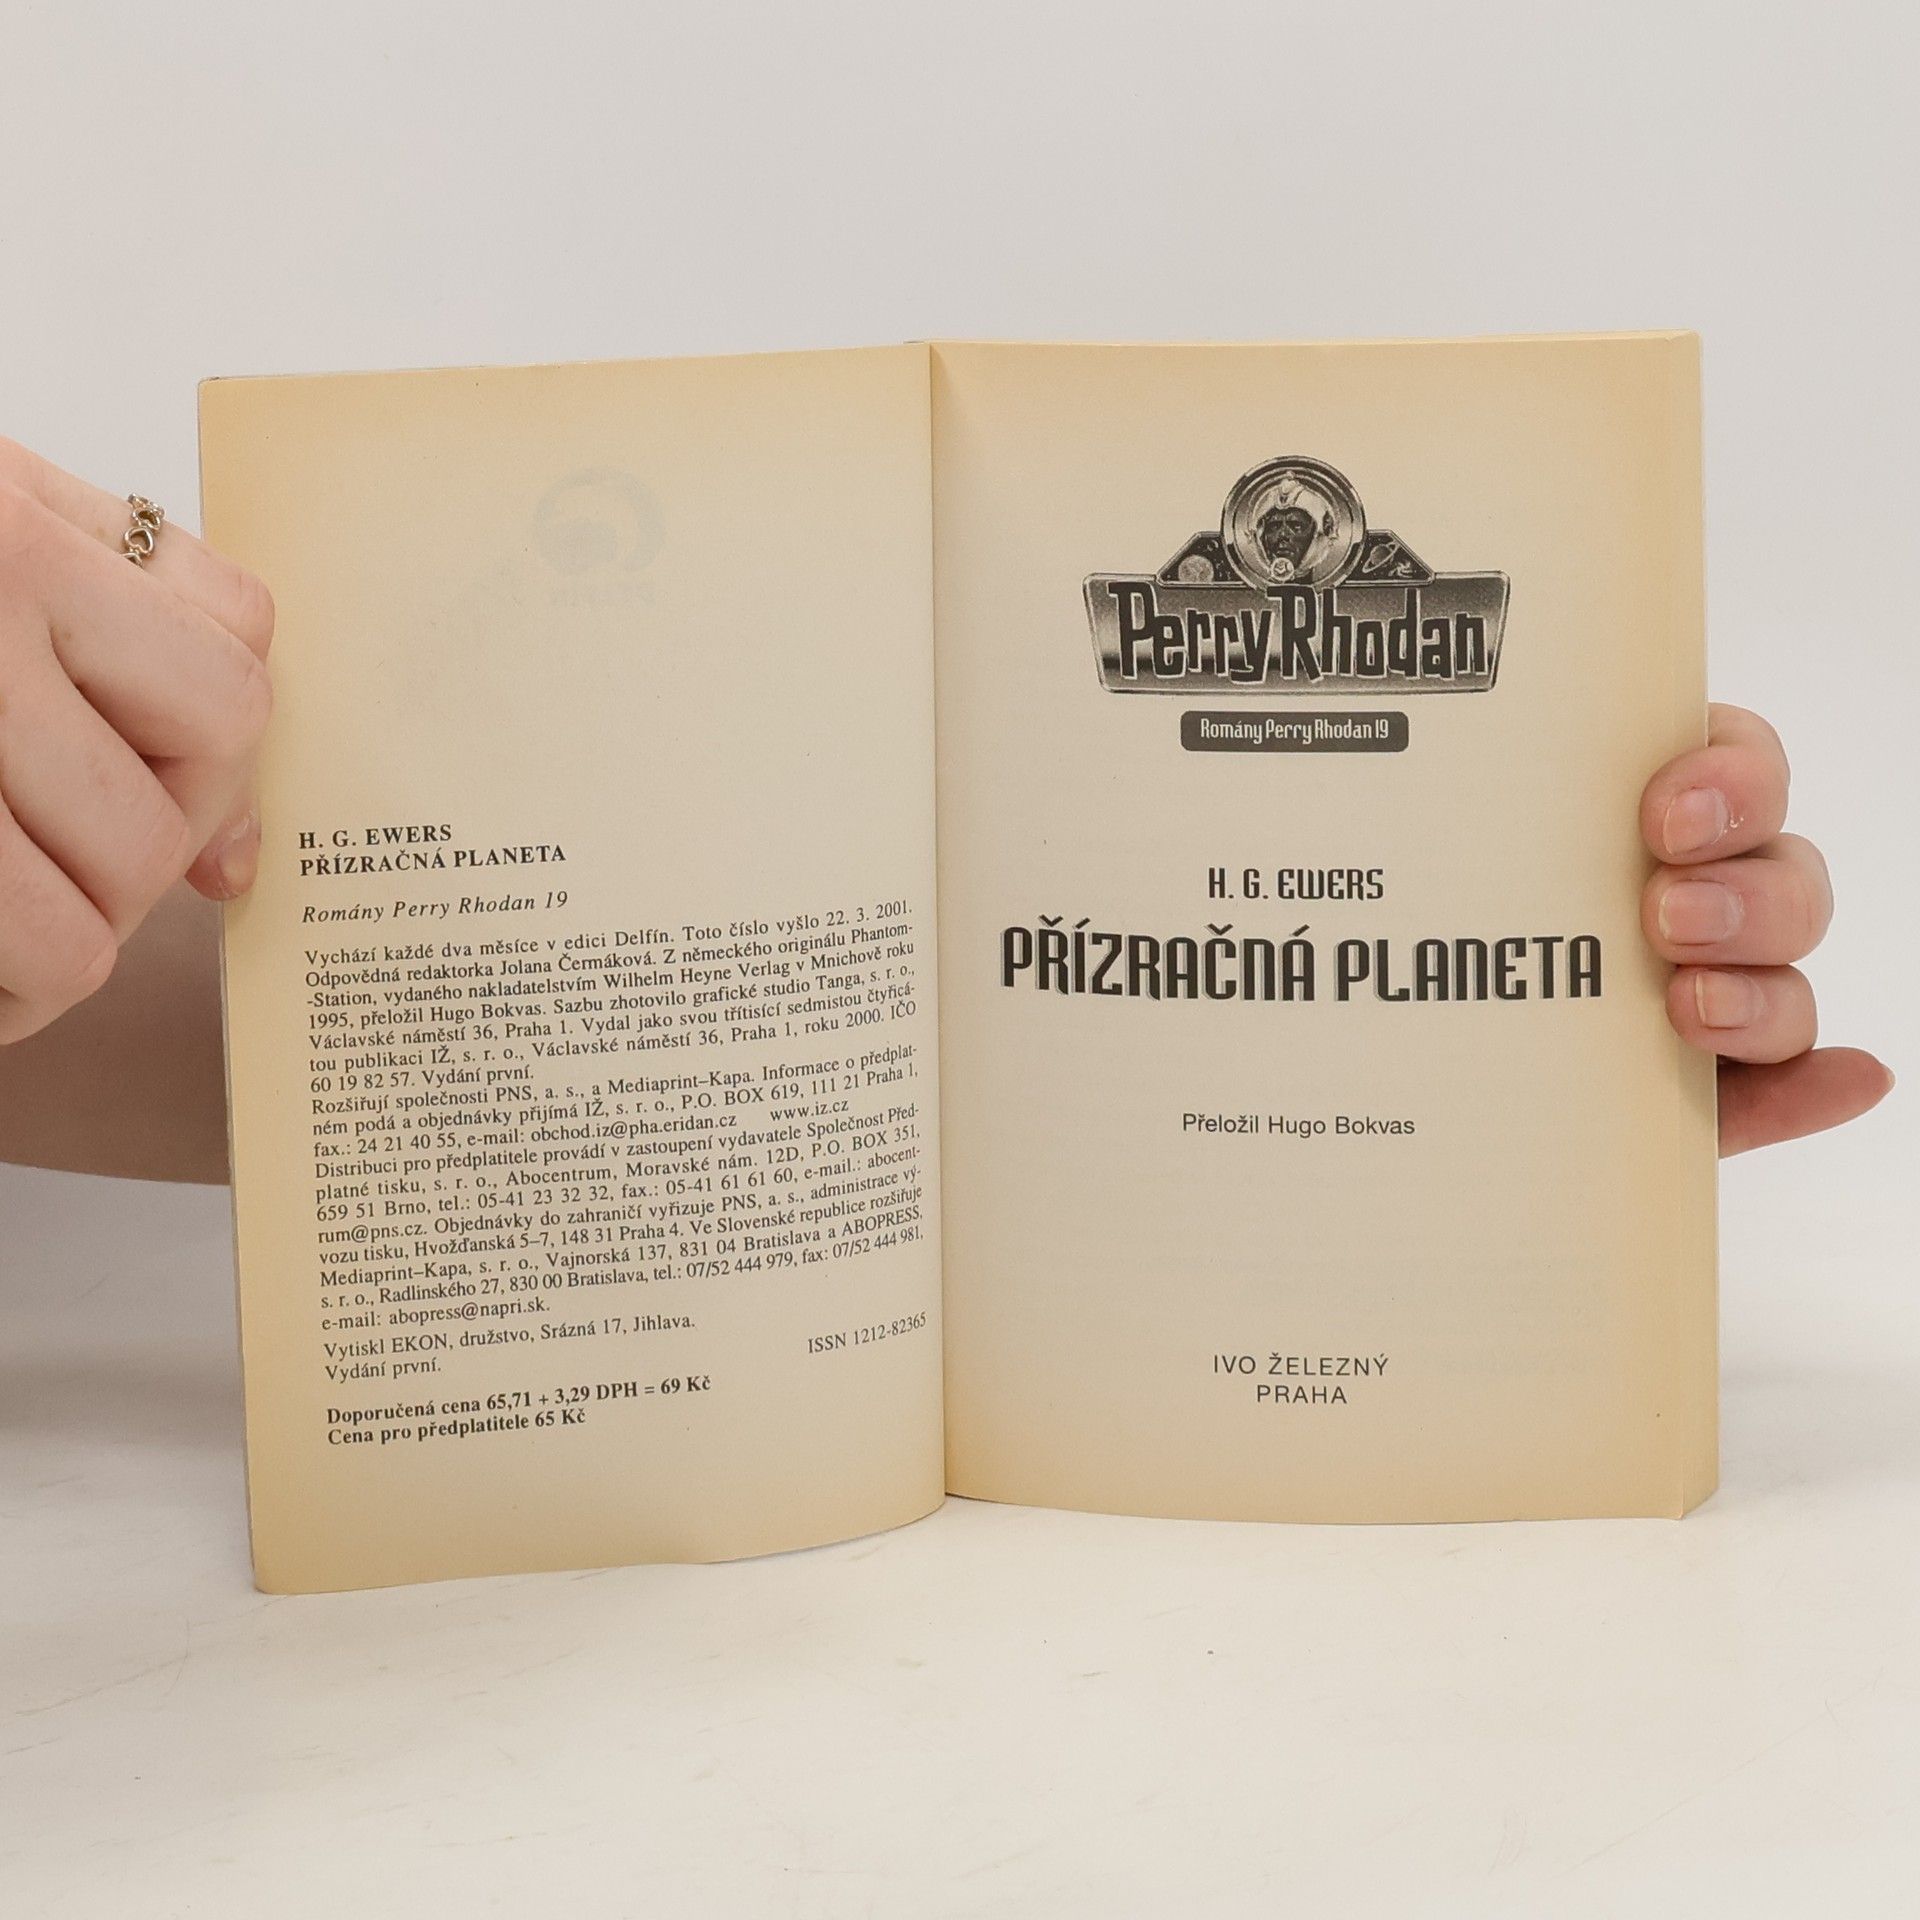 H. G. EWERS
PŘÍZRAČNÁ PLANETA
Romány Perry Rhodan 19
Vychází každé dva měsíce v edici Delfín. Toto číslo vyšlo 22. 3. 2001.
Odpovědná redaktorka Jolana Čermáková. Z německého originálu Phantom-
-Station, vydaného nakladatelstvím Wilhelm Heyne Verlag v Mnichově roku
1995, přeložil Hugo Bokvas. Sazbu zhotovilo grafické studio Tanga, s. r. o.,
Václavské náměstí 36, Praha 1. Vydal jako svou třítisící sedmistou čtyřicá-
tou publikaci IŽ, s. r. o., Václavské náměstí 36, Praha 1, roku 2000. IČO
60 19 82 57. Vydání první.
Rozšiřují společnosti PNS, a. s., a Mediaprint–Kapa. Informace o předplat-
ném podá a objednávky přijímá IŽ, s. r. o., P.O. BOX 619, 111 21 Praha 1,
fax.: 24 21 40 55, e-mail: obchod.iz@pha.eridan.cz www.iz.cz
Distribuci pro předplatitele provádí v zastoupení vydavatele Společnost Před-
platné tisku, s. r. o., Abocentrum, Moravské nám. 12D, P.O. BOX 351,
659 51 Brno, tel.: 05-41 23 32 32, fax.: 05-41 61 61 60, e-mail.: abocent-
rum@pns.cz. Objednávky do zahraničí vyřizuje PNS, a. s., administrace vý-
vozu tisku, Hvožďanská 5–7, 148 31 Praha 4. Ve Slovenské republice rozšiřuje
Mediaprint–Kapa, s. r. o., Vajnorská 137, 831 04 Bratislava a ABOPRESS,
s. r. o., Radlinského 27, 830 00 Bratislava, tel.: 07/52 444 979, fax: 07/52 444 981,
e-mail: abopress@napri.sk.
Vytiskl EKON, družstvo, Srázná 17, Jihlava.
Vydání první.
ISSN 1212-82365
Doporučená cena 65,71 + 3,29 DPH = 69 Kč
Cena pro předplatitele 65 Kč
Perry Rhodan
Romány Perry Rhodan 19
H. G. EWERS
PŘÍZRAČNÁ PLANETA
Přeložil Hugo Bokvas
IVO ŽELEZNÝ
PRAHA